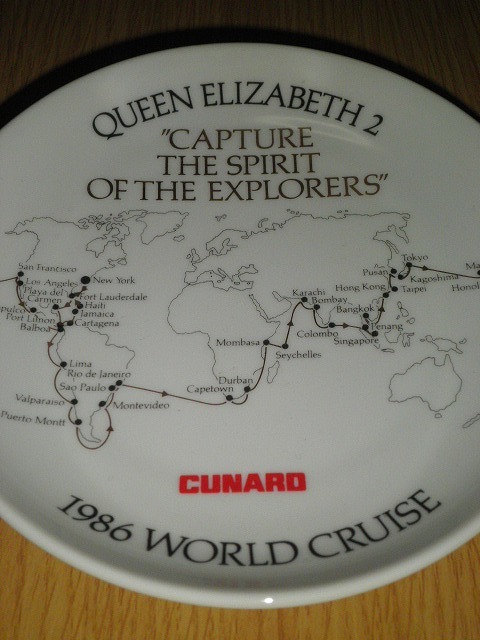 QUEEN ELIZABETH 2
"CAPTURE
THE SPIRIT
OF THE EXPLORERS"
San Francisco
Los Angeles
New York
Playa del
Carmen
Fort Lauderdale
Haiti
Jamaica
Port Limon
Cartagena
Balboa
Lima
Rio de Janeiro
Sao Paulo
Valparaiso
Montevideo
Puerto Montt
Capetown
Durban
Mombasa
Seychelles
Karachi
Bombay
Colombo
Bangkok
Penang
Singapore
Hong Kong
Taipei
Pusan
Kagoshima
Tokyo
CUNARD
1986 WORLD CRUISE